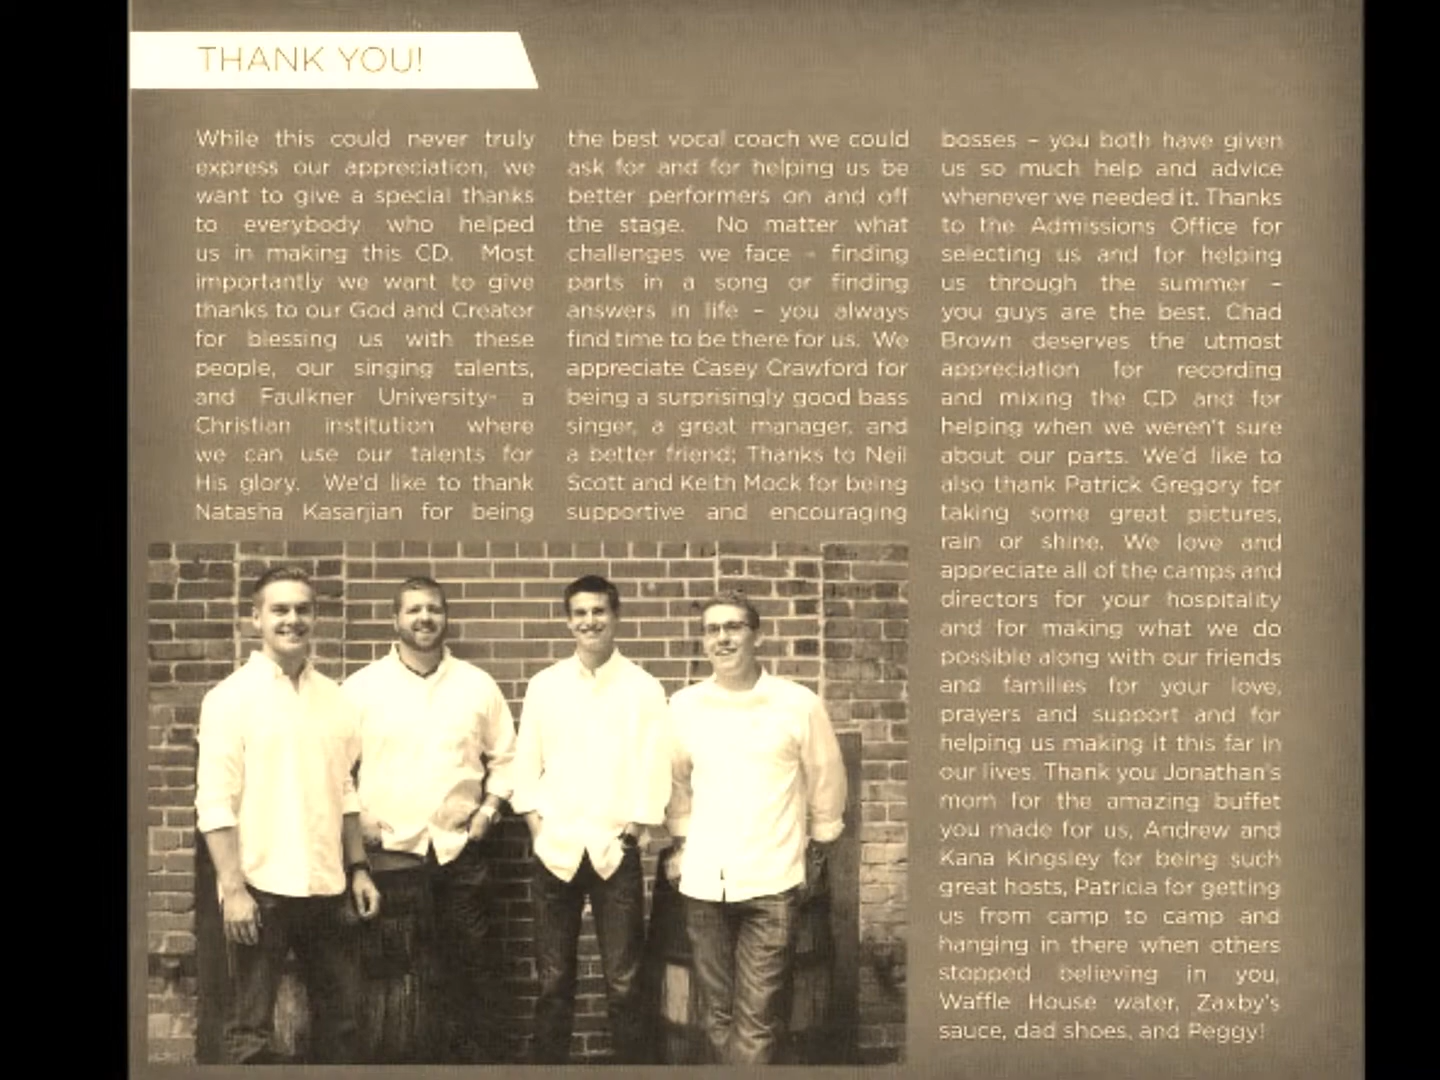 THANK YOU!
While this could never truly
express our appreciation, we
want to give a special thanks
to everybody who helped
us in making this CD. Most
importantly we want to give
thanks to our God and Creator
for blessing us with these
people, our singing talents,
and Faulkner University- a
Christian institution where
we can use our talents for
His glory. We'd like to thank
Natasha Kasarjian for being
the best vocal coach we could
ask for and for helping us be
better performers on and off
the stage. No matter what
challenges we face – finding
parts in a song or finding
answers in life – you always
find time to be there for us. We
appreciate Casey Crawford for
being a surprisingly good bass
singer, a great manager, and
a better friend; Thanks to Neil
Scott and Keith Mock for being
supportive and encouraging
bosses – you both have given
us so much help and advice
whenever we needed it. Thanks
to the Admissions Office for
selecting us and for helping
us through the summer –
you guys are the best. Chad
Brown deserves the utmost
appreciation for recording
and mixing the CD and for
helping when we weren't sure
about our parts. We'd like to
also thank Patrick Gregory for
taking some great pictures,
rain or shine. We love and
appreciate all of the camps and
directors for your hospitality
and for making what we do
possible along with our friends
and families for your love,
prayers and support and for
helping us making it this far in
our lives. Thank you Jonathan's
mom for the amazing buffet
you made for us, Andrew and
Kana Kingsley for being such
great hosts, Patricia for getting
us from camp to camp and
hanging in there when others
stopped believing in you,
Waffle House water, Zaxby's
sauce, dad shoes, and Peggy!